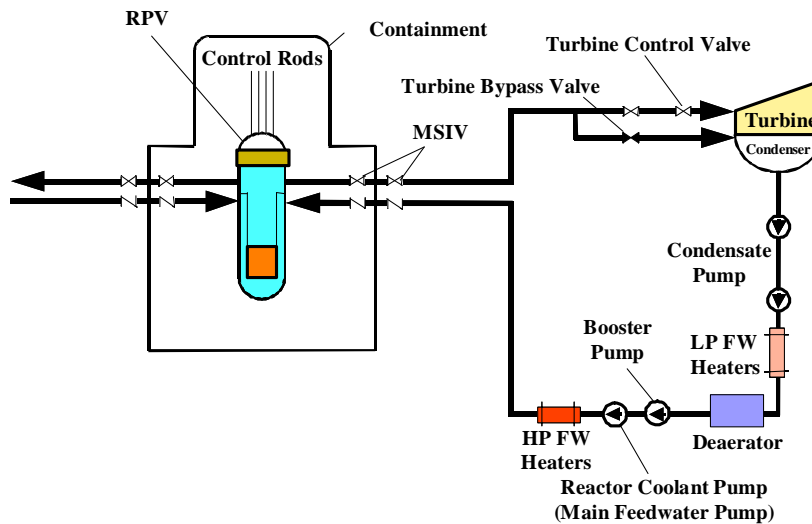 RPV
Containment
Control Rods
Turbine Control Valve
Turbine Bypass Valve
MSIV
Turbine
Condenser
Condensate
Pump
Booster
Pump
LP FW
Heaters
HP FW
Heaters
Deaerator
Reactor Coolant Pump
(Main Feedwater Pump)